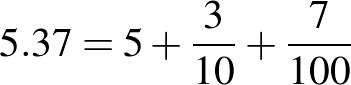 5.37 = 5 + 3/10 + 7/100